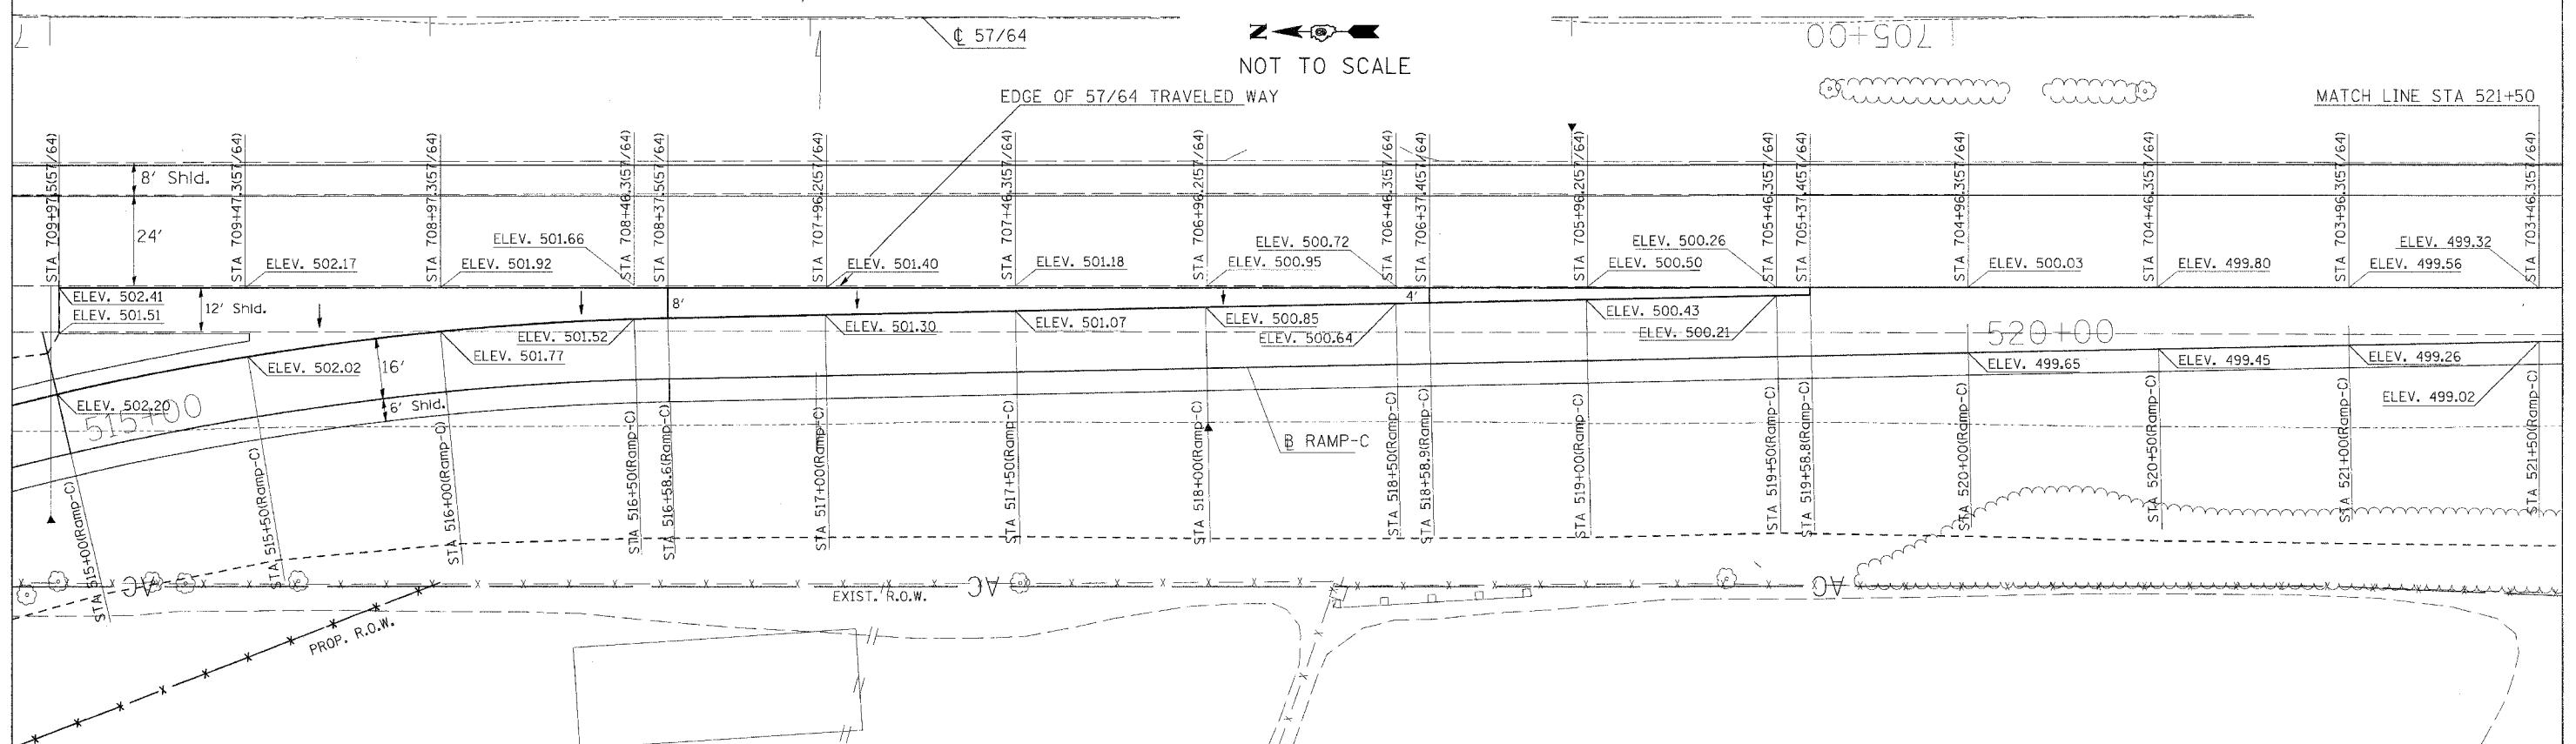 ℄ 57/64
N
NOT TO SCALE
705+00
EDGE OF 57/64 TRAVELED WAY
MATCH LINE STA 521+50
STA 709+97.5(57/64)
STA 709+47.3(57/64)
STA 708+97.3(57/64)
STA 708+46.3(57/64)
STA 708+37.5(57/64)
STA 707+96.2(57/64)
STA 707+46.3(57/64)
STA 706+96.2(57/64)
STA 706+46.3(57/64)
STA 706+37.4(57/64)
STA 705+96.2(57/64)
STA 705+46.3(57/64)
STA 705+37.4(57/64)
STA 704+96.3(57/64)
STA 704+46.3(57/64)
STA 703+96.3(57/64)
STA 703+46.3(57/64)
8' Shld.
24'
ELEV. 501.66
ELEV. 500.72
ELEV. 500.26
ELEV. 499.32
ELEV. 502.17
ELEV. 501.92
ELEV. 501.40
ELEV. 501.18
ELEV. 500.95
ELEV. 500.50
ELEV. 500.03
ELEV. 499.80
ELEV. 499.56
ELEV. 502.41
ELEV. 501.51
12' Shld.
8'
4'
ELEV. 501.52
ELEV. 501.77
ELEV. 501.30
ELEV. 501.07
ELEV. 500.85
ELEV. 500.64
ELEV. 500.43
ELEV. 500.21
520+00
ELEV. 502.02
16'
ELEV. 499.65
ELEV. 499.45
ELEV. 499.26
ELEV. 499.02
ELEV. 502.20
515+00
6' Shld.
B RAMP-C
STA 515+00(Ramp-C)
STA 515+50(Ramp-C)
STA 516+00(Ramp-C)
STA 516+50(Ramp-C)
STA 516+58.6(Ramp-C)
STA 517+00(Ramp-C)
STA 517+50(Ramp-C)
STA 518+00(Ramp-C)
STA 518+50(Ramp-C)
STA 518+58.9(Ramp-C)
STA 519+00(Ramp-C)
STA 519+50(Ramp-C)
STA 519+58.8(Ramp-C)
STA 520+00(Ramp-C)
STA 520+50(Ramp-C)
STA 521+00(Ramp-C)
STA 521+50(Ramp-C)
AC
AC
AC
EXIST. R.O.W.
PROP. R.O.W.